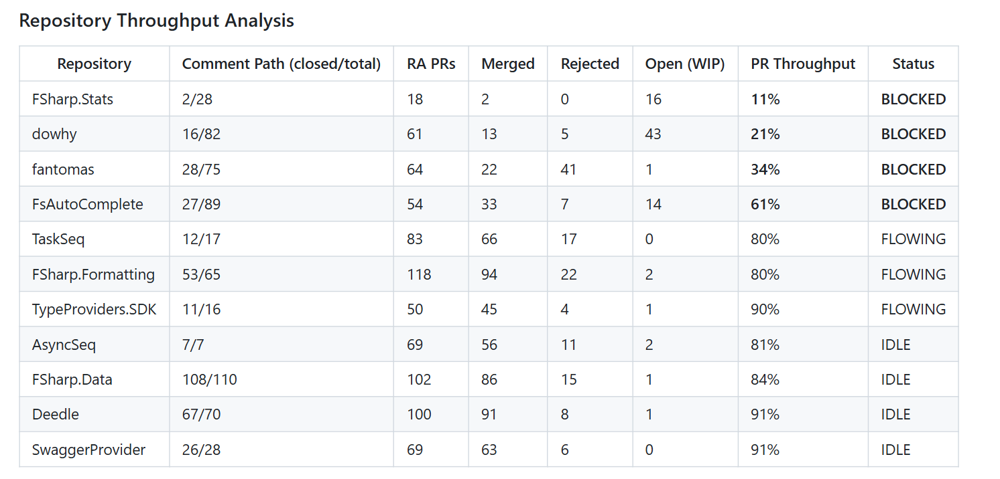 Repository Throughput Analysis
Repository Comment Path (closed/total) RA PRs Merged Rejected Open (WIP) PR Throughput Status
FSharp.Stats 2/28 18 2 0 16 11% BLOCKED
dowhy 16/82 61 13 5 43 21% BLOCKED
fantomas 28/75 64 22 41 1 34% BLOCKED
FsAutoComplete 27/89 54 33 7 14 61% BLOCKED
TaskSeq 12/17 83 66 17 0 80% FLOWING
FSharp.Formatting 53/65 118 94 22 2 80% FLOWING
TypeProviders.SDK 11/16 50 45 4 1 90% FLOWING
AsyncSeq 7/7 69 56 11 2 81% IDLE
FSharp.Data 108/110 102 86 15 1 84% IDLE
Deedle 67/70 100 91 8 1 91% IDLE
SwaggerProvider 26/28 69 63 6 0 91% IDLE